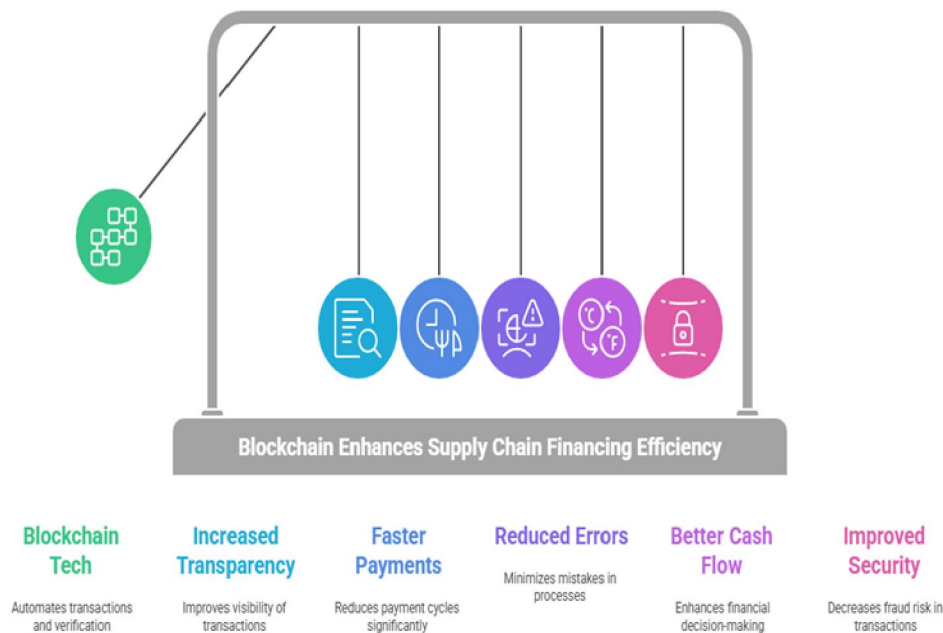 °C
°F
Blockchain Enhances Supply Chain Financing Efficiency
Blockchain
Tech
Automates transactions
and verification
Increased
Transparency
Improves visibility of
transactions
Faster
Payments
Reduces payment cycles
significantly
Reduced Errors
Minimizes mistakes in
processes
Better Cash
Flow
Enhances financial
decision-making
Improved
Security
Decreases fraud risk in
transactions